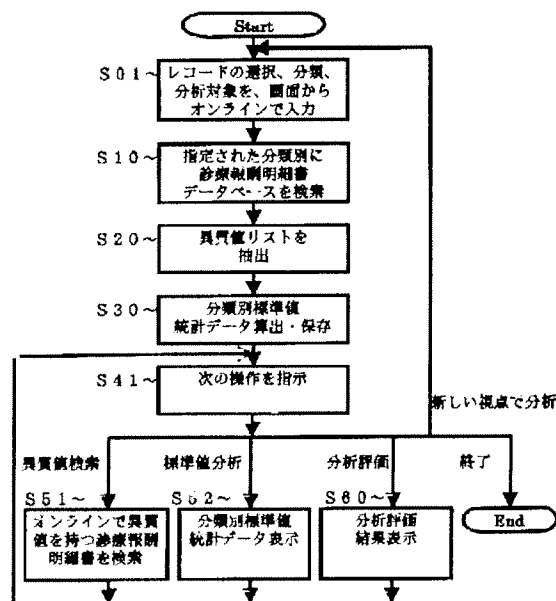 Start
S01~
レコードの選択、分類、
分析対象を、画面から
オンラインで入力
S10~
指定された分類別に
診療報酬明細書
データベースを検索
S20~
異質値リストを
抽出
S30~
分類別標準値
統計データ算出・保存
S41~
次の操作を指示
新しい視点で分析
異質値検索
標準値分析
分析評価
終了
S51~
オンラインで異質
値を持つ診療報酬
明細書を検索
S52~
分類別標準値
統計データ表示
S60~
分析評価
結果表示
End